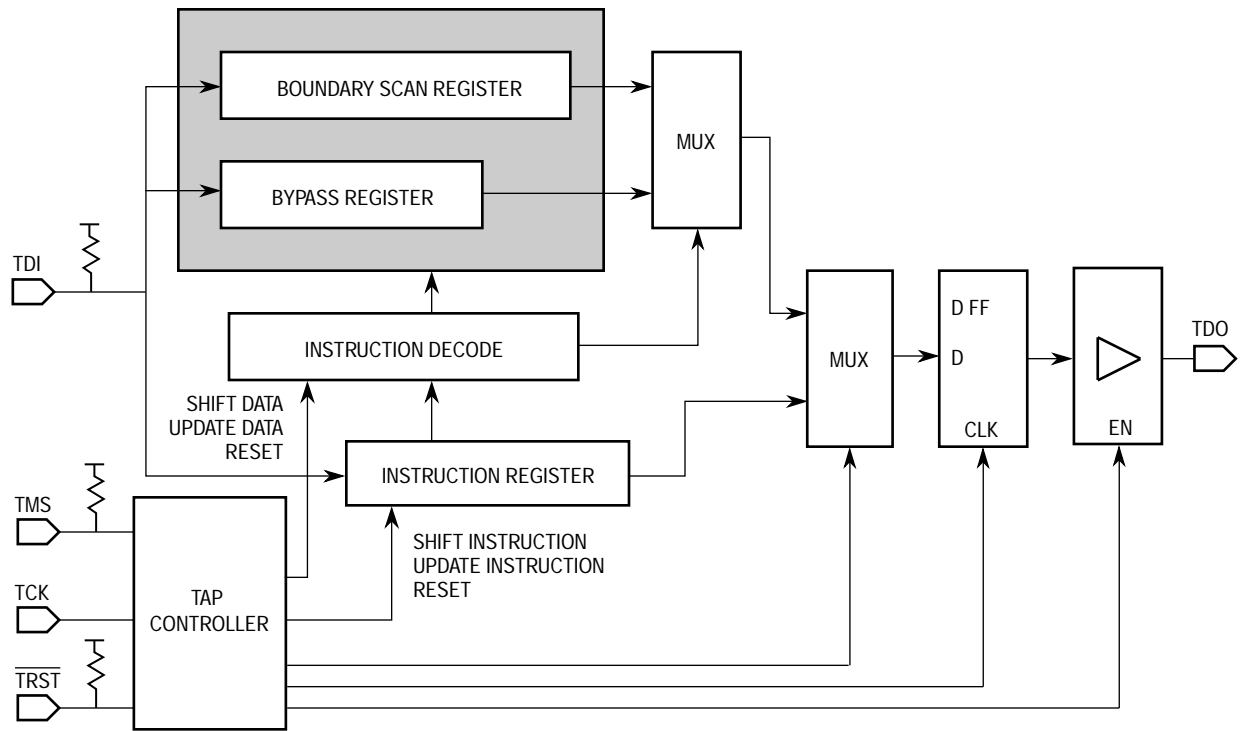 BOUNDARY SCAN REGISTER
MUX
BYPASS REGISTER
TDI
INSTRUCTION DECODE
D FF
TDO
MUX
D
SHIFT DATA
UPDATE DATA
RESET
CLK
EN
INSTRUCTION REGISTER
TMS
SHIFT INSTRUCTION
UPDATE INSTRUCTION
RESET
TCK
TAP
CONTROLLER
TRST